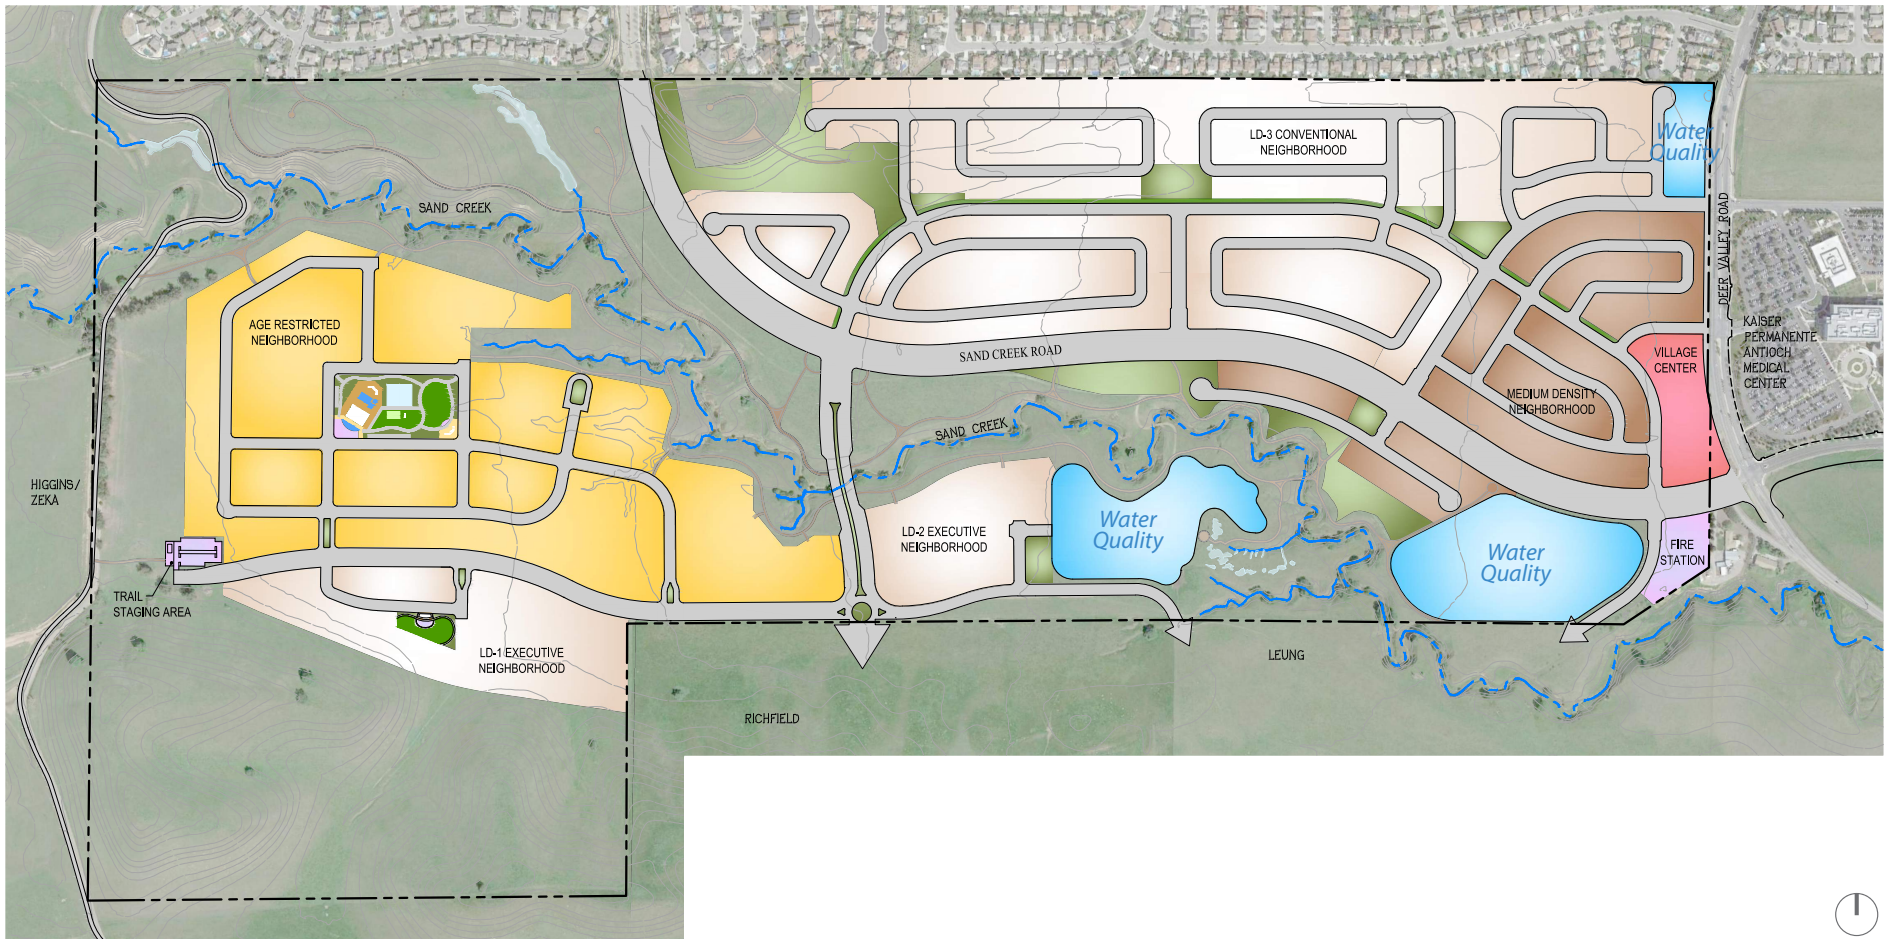 LD-3 CONVENTIONAL
NEIGHBORHOOD
Water
Quality
SAND CREEK
DEER VALLEY ROAD
AGE RESTRICTED
NEIGHBORHOOD
KAISER
PERMANENTE
ANTIOCH
MEDICAL
CENTER
SAND CREEK ROAD
VILLAGE
CENTER
MEDIUM DENSITY
NEIGHBORHOOD
SAND CREEK
HIGGINS/
ZEKA
LD-2 EXECUTIVE
NEIGHBORHOOD
Water
Quality
Water
Quality
FIRE
STATION
TRAIL
STAGING AREA
LD-1 EXECUTIVE
NEIGHBORHOOD
LEUNG
RICHFIELD